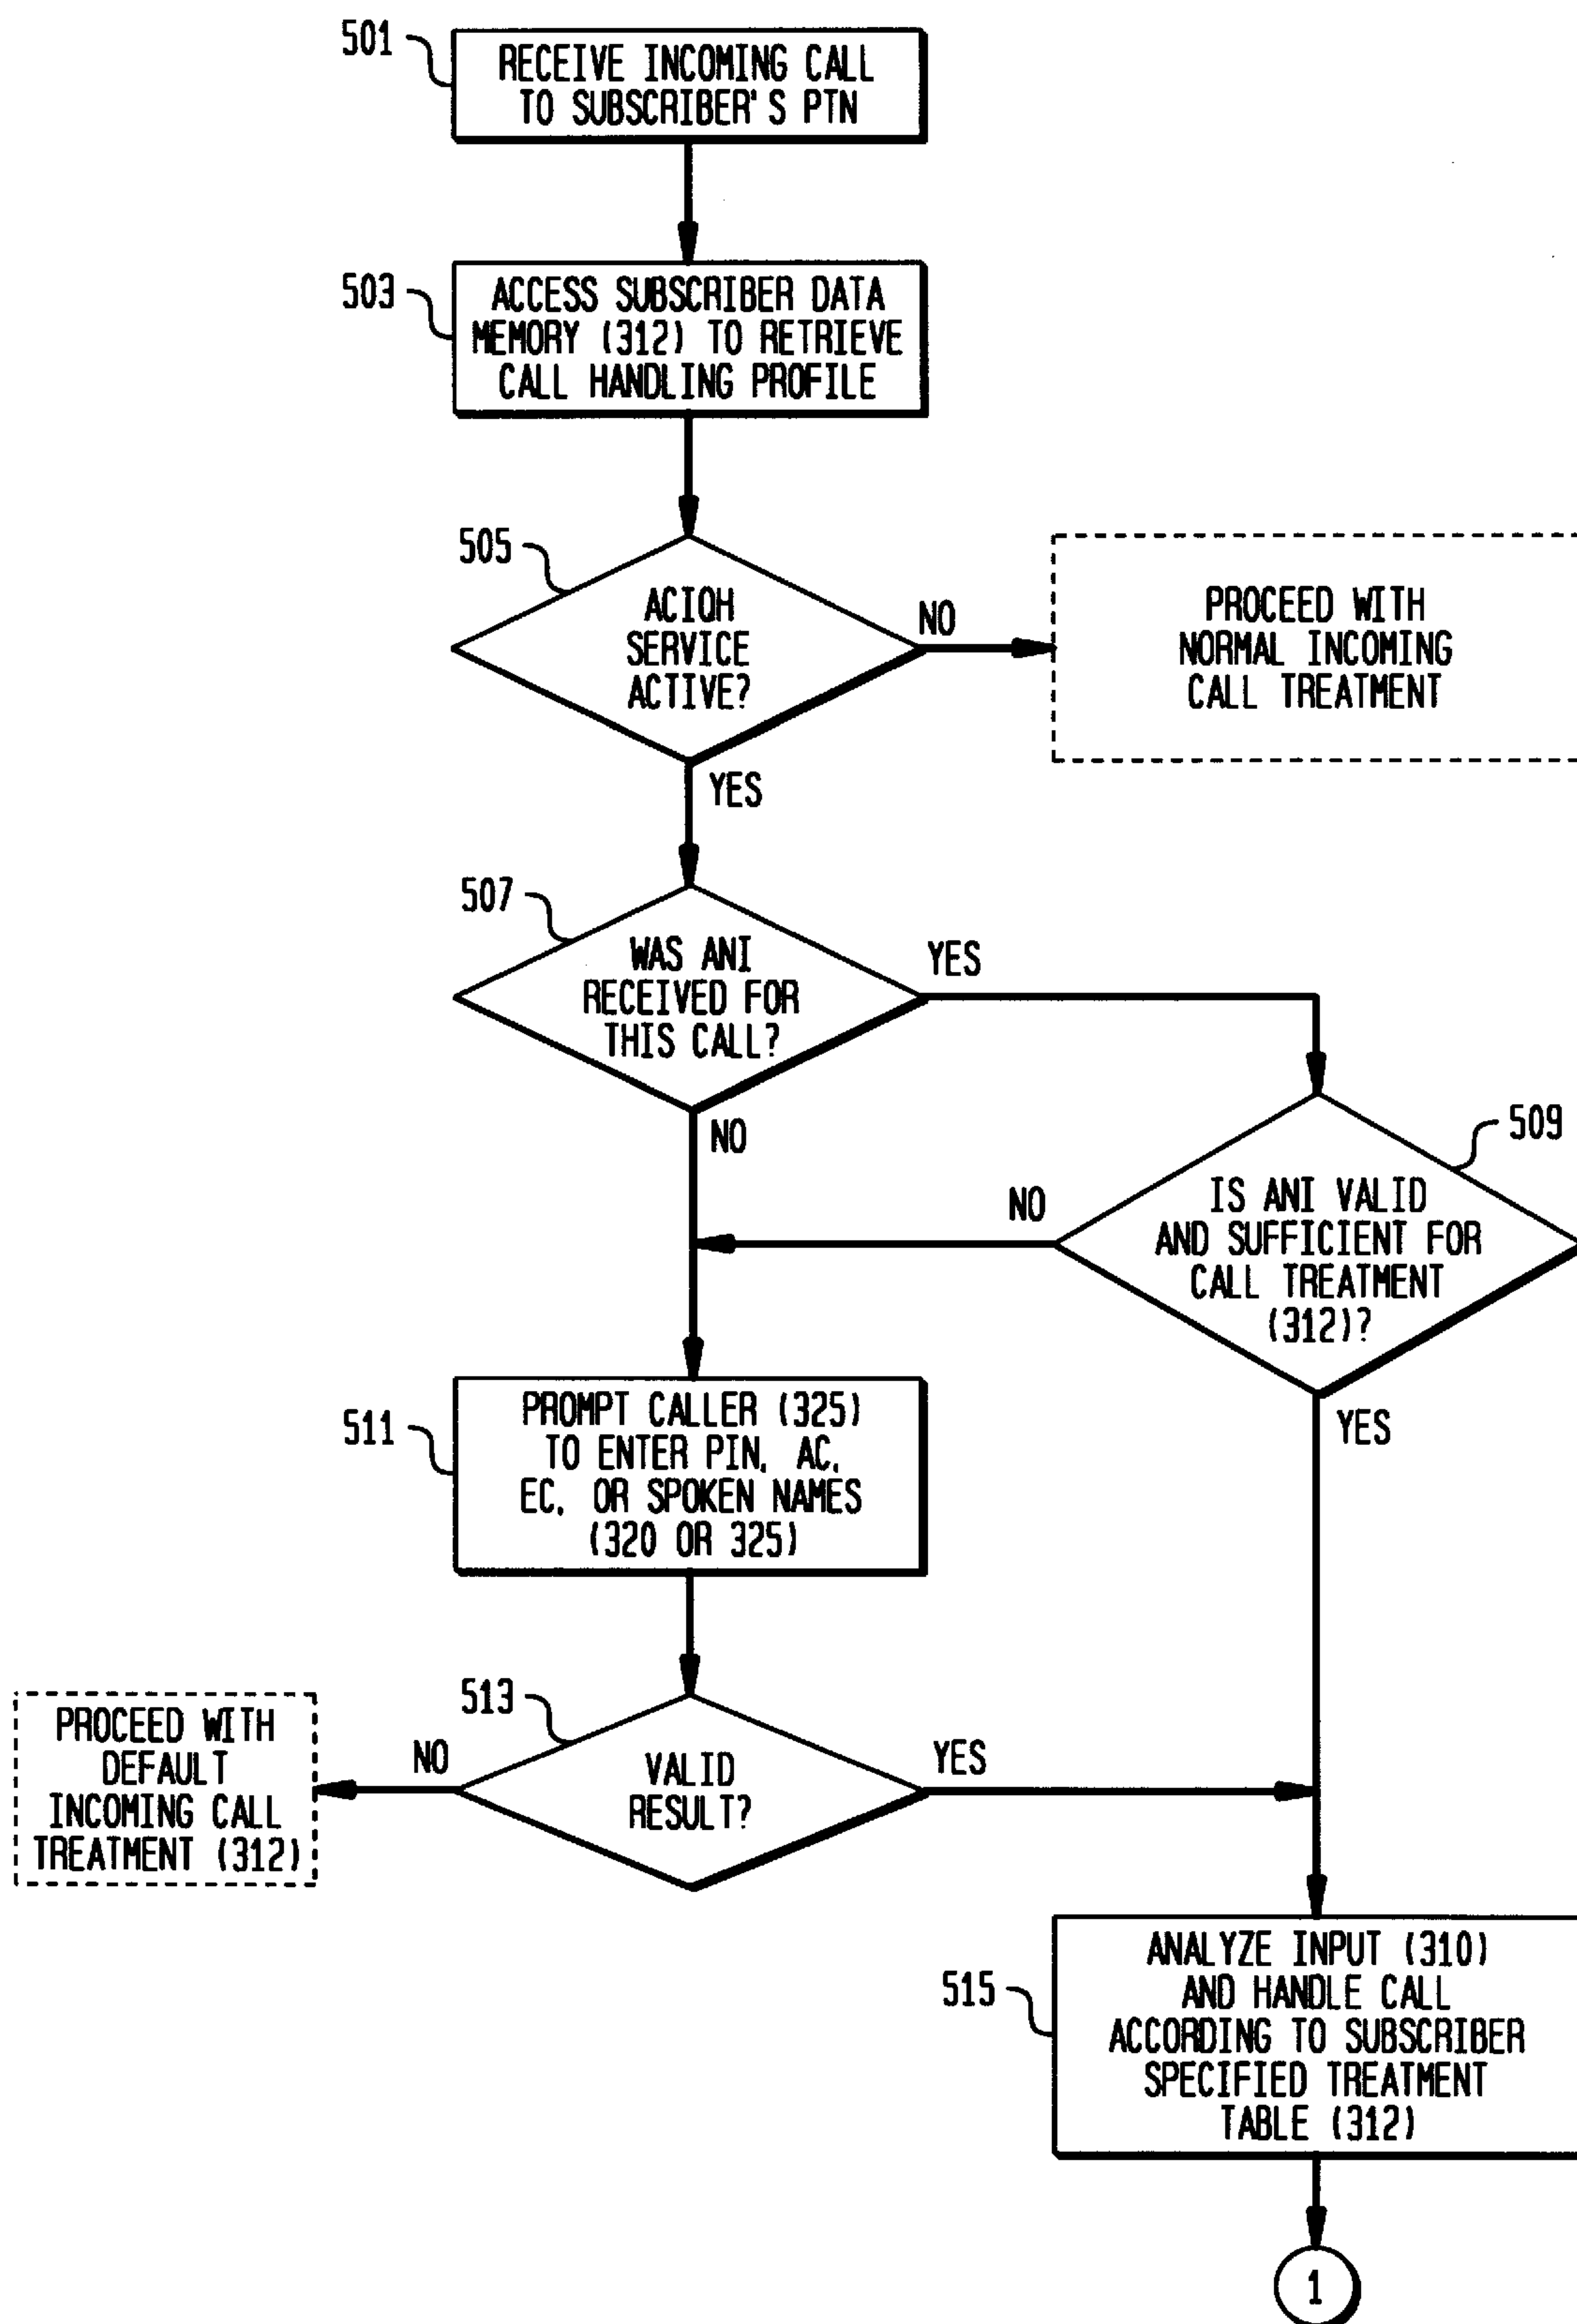 501
RECEIVE INCOMING CALL
TO SUBSCRIBER'S PTN
503
ACCESS SUBSCRIBER DATA
MEMORY (312) TO RETRIEVE
CALL HANDLING PROFILE
505
ACIQH
SERVICE
ACTIVE?
NO
PROCEED WITH
NORMAL INCOMING
CALL TREATMENT
YES
507
WAS ANI
RECEIVED FOR
THIS CALL?
YES
NO
509
IS ANI VALID
AND SUFFICIENT FOR
CALL TREATMENT
(312)?
NO
YES
511
PROMPT CALLER (325)
TO ENTER PIN, AC,
EC, OR SPOKEN NAMES
(320 OR 325)
513
VALID
RESULT?
NO
PROCEED WITH
DEFAULT
INCOMING CALL
TREATMENT (312)
YES
515
ANALYZE INPUT (310)
AND HANDLE CALL
ACCORDING TO SUBSCRIBER
SPECIFIED TREATMENT
TABLE (312)
1